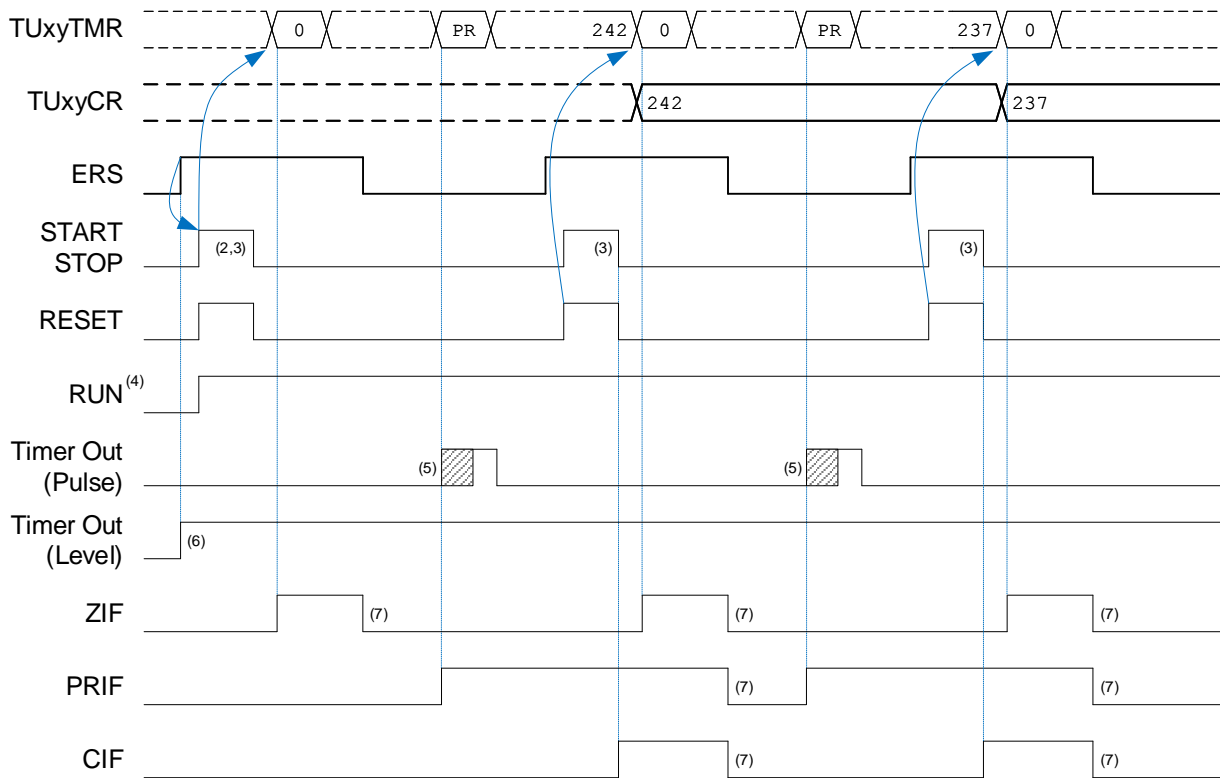 TUxyTMR 0 PR 242 0 PR 237 0
TUxyCR 242 237
ERS
START
STOP (2,3) (3) (3)
RESET
RUN (4)
Timer Out
(Pulse) (5) (5)
Timer Out
(Level) (6)
ZIF (7) (7) (7)
PRIF (7) (7)
CIF (7) (7)